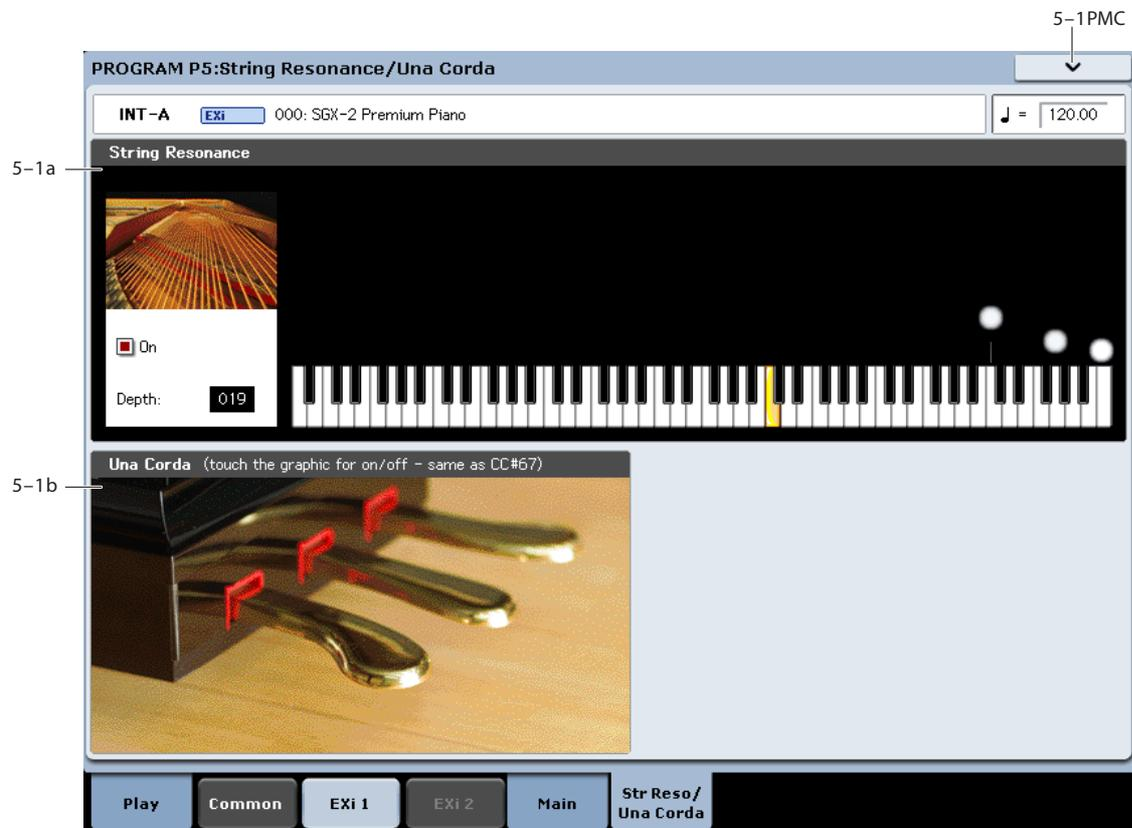 5–1PMC
PROGRAM P5:String Resonance/Una Corda
INT-A EXi 000: SGX-2 Premium Piano ♩ = 120.00
String Resonance
5–1a
On
Depth: 019
Una Corda (touch the graphic for on/off - same as CC#67)
5–1b
Play Common EXi 1 EXi 2 Main Str Reso/
Una Corda